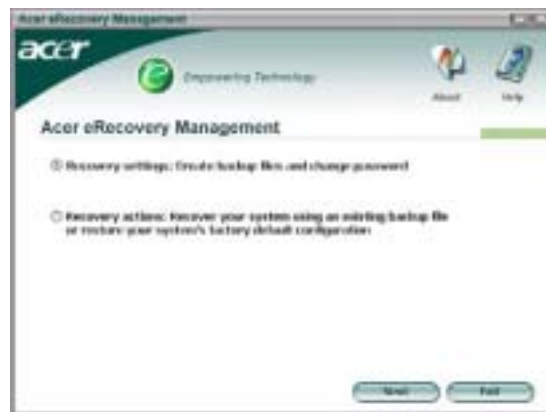 Acer eRecovery Management
acer
Empowering Technology
About
Help
Acer eRecovery Management
Recovery settings: Create backup files and change password
Recovery actions: Recover your system using an existing backup file
or restore your system's factory default configuration
Next
Exit